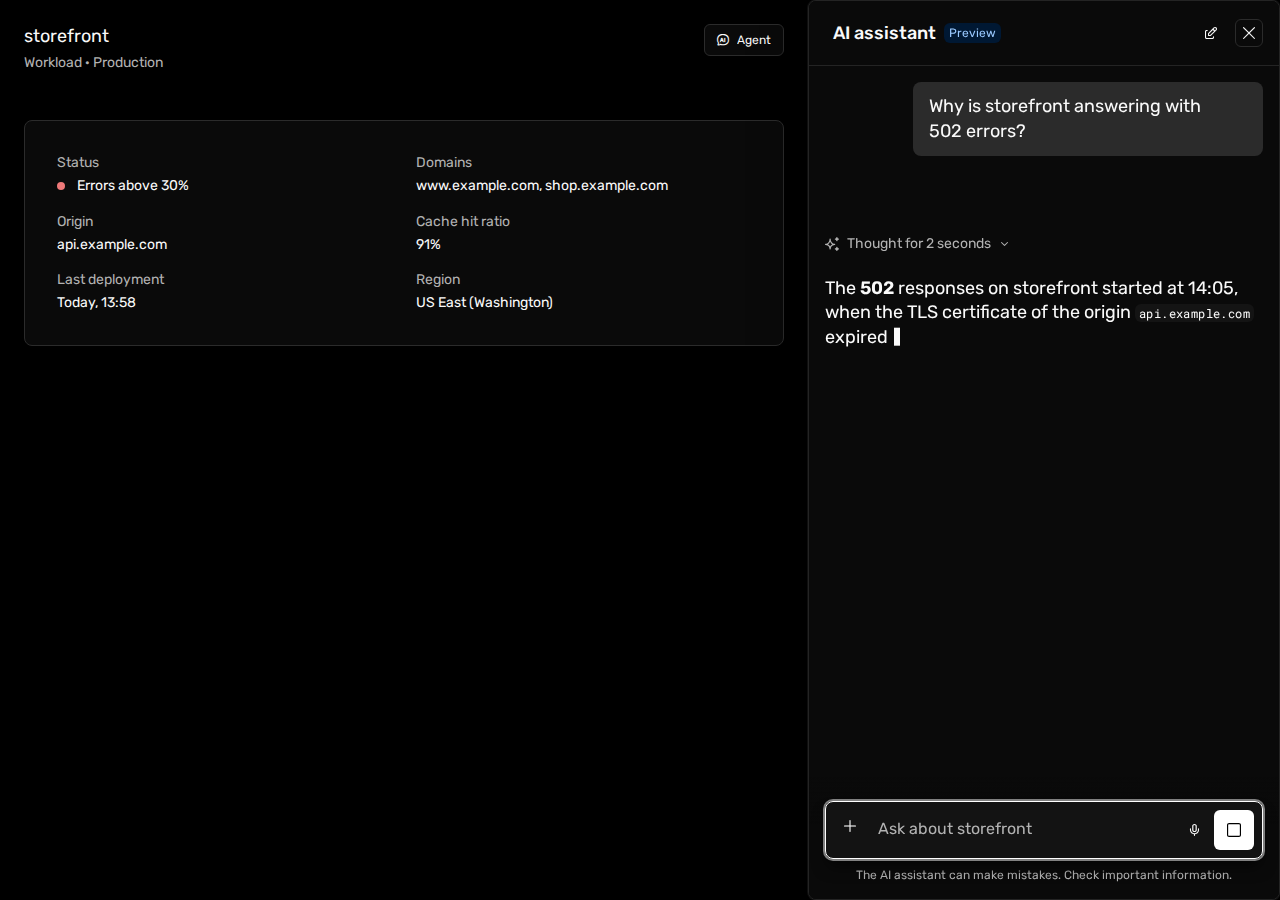 storefront
Workload • Production
Agent
Status
Errors above 30%
Domains
www.example.com, shop.example.com
Origin
api.example.com
Cache hit ratio
91%
Last deployment
Today, 13:58
Region
US East (Washington)
AI assistant
Preview
Why is storefront answering with
502 errors?
Thought for 2 seconds
The 502 responses on storefront started at 14:05,
when the TLS certificate of the origin api.example.com
expired
Ask about storefront
The AI assistant can make mistakes. Check important information.